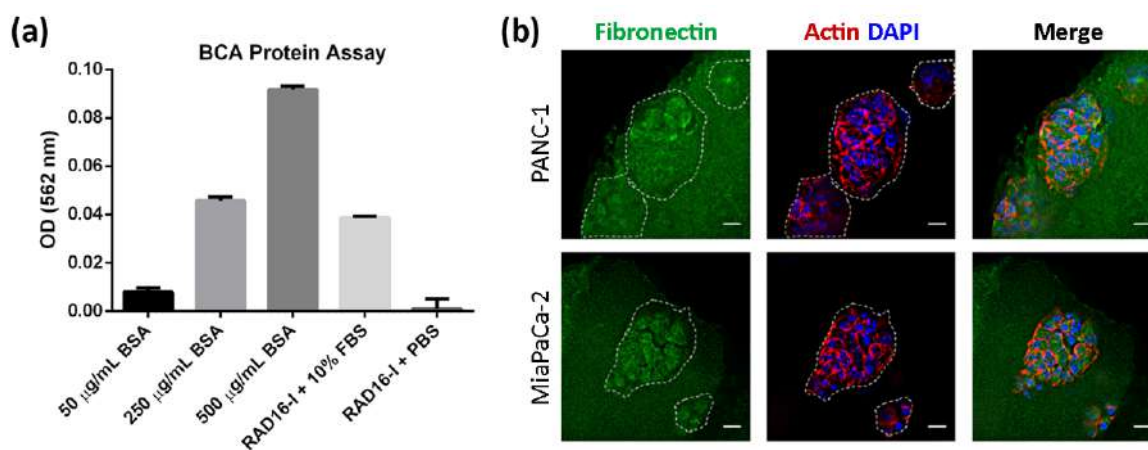 (a)
BCA Protein Assay
OD (562 nm)
0.10
0.08
0.06
0.04
0.02
0.00
50 μg/mL BSA
250 μg/mL BSA
500 μg/mL BSA
RAD16-I + 10% FBS
RAD16-I + PBS
(b)
Fibronectin
Actin DAPI
Merge
PANC-1
MiaPaCa-2